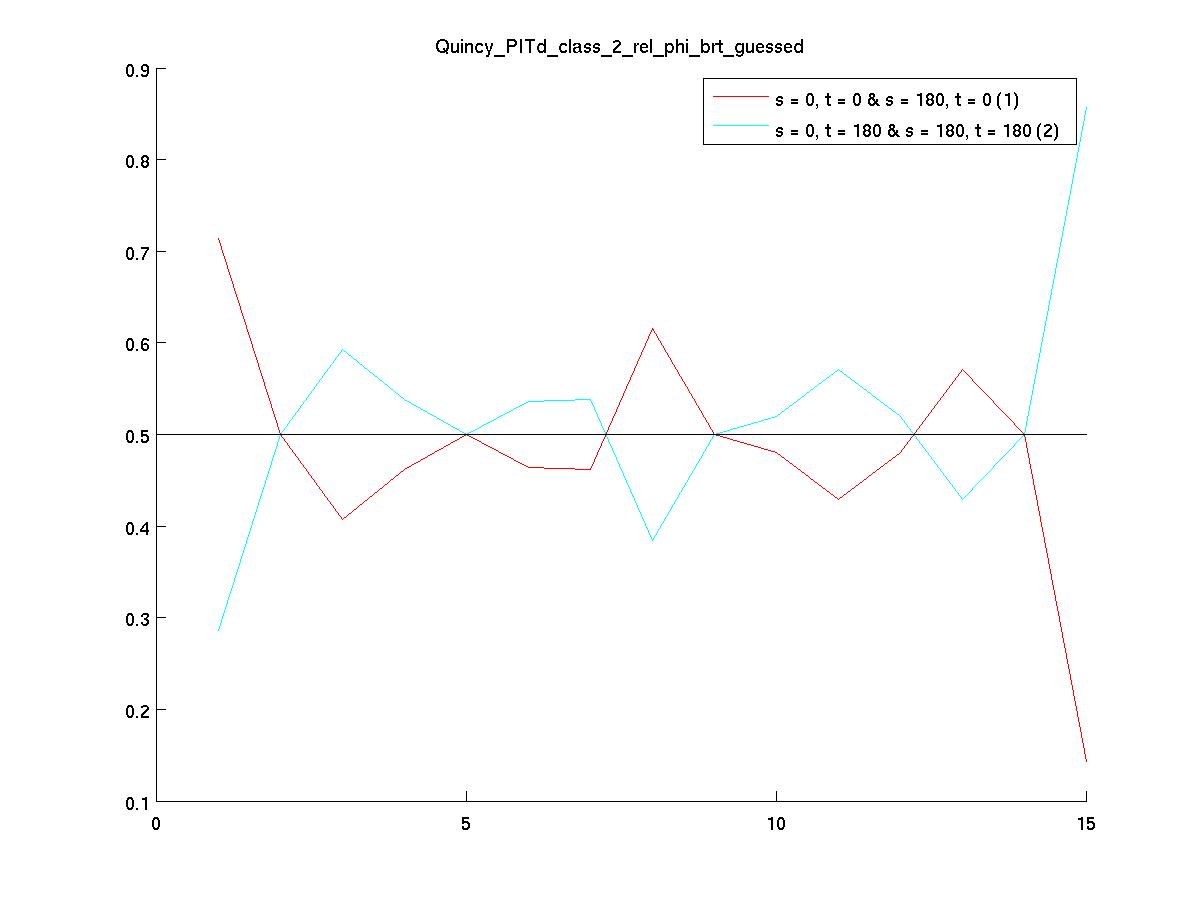 Quincy_PITd_class_2_rel_phi_brt_guessed
s = 0, t = 0 & s = 180, t = 0 (1)
s = 0, t = 180 & s = 180, t = 180 (2)
0.9
0.8
0.7
0.6
0.5
0.4
0.3
0.2
0.1
0 5 10 15